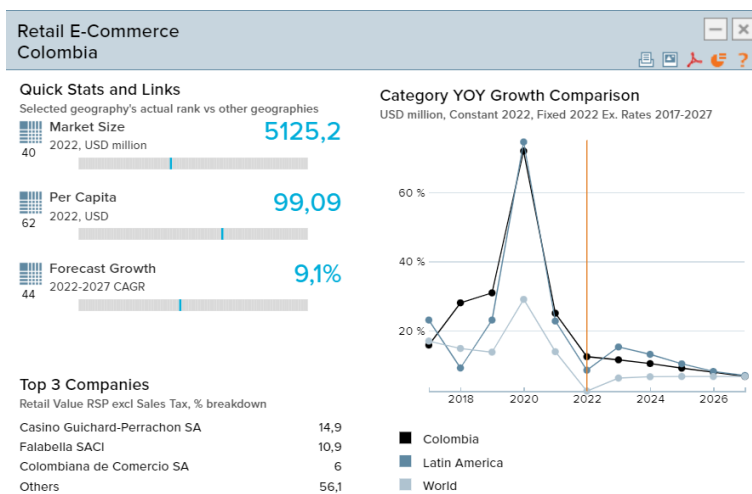 Retail E-Commerce
Colombia
Quick Stats and Links
Selected geography's actual rank vs other geographies
Market Size
5125,2
2022, USD million
40
Per Capita
99,09
2022, USD
62
Forecast Growth
9,1%
2022-2027 CAGR
44
Top 3 Companies
Retail Value RSP excl Sales Tax, % breakdown
Casino Guichard-Perrachon SA 14,9
Falabella SACI 10,9
Colombiana de Comercio SA 6
Others 56,1
Category YOY Growth Comparison
USD million, Constant 2022, Fixed 2022 Ex. Rates 2017-2027
60 %
40 %
20 %
2018 2020 2022 2024 2026
Colombia
Latin America
World